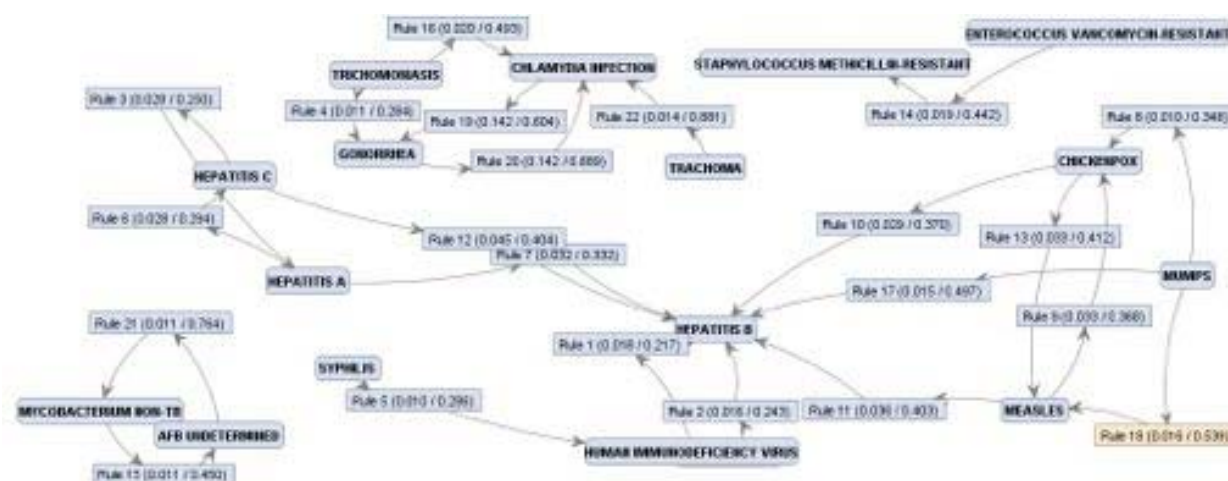 Rule 16 (0.020 / 0.493)
ENTEROCOCCUS VANCOMYCIN-RESISTANT
TRICHOMONIASIS
CHLAMYDIA INFECTION
STAPHYLOCOCCUS METHICILLIN-RESISTANT
Rule 3 (0.028 / 0.250)
Rule 4 (0.011 / 0.284)
Rule 19 (0.142 / 0.604)
Rule 22 (0.014 / 0.881)
Rule 14 (0.019 / 0.442)
Rule 8 (0.010 / 0.348)
GONORRHEA
Rule 20 (0.142 / 0.889)
TRACHOMA
CHICKENPOX
HEPATITIS C
Rule 6 (0.028 / 0.294)
Rule 12 (0.045 / 0.404)
Rule 7 (0.032 / 0.332)
Rule 10 (0.029 / 0.370)
Rule 13 (0.033 / 0.412)
HEPATITIS A
MUMPS
Rule 17 (0.015 / 0.497)
Rule 21 (0.011 / 0.764)
HEPATITIS B
Rule 9 (0.033 / 0.368)
Rule 1 (0.018 / 0.217)
SYPHILIS
Rule 5 (0.010 / 0.296)
Rule 2 (0.016 / 0.243)
Rule 11 (0.036 / 0.403)
MEASLES
MYCOBACTERIUM NON-TB
AFB UNDETERMINED
Rule 18 (0.016 / 0.539)
HUMAN IMMUNODEFICIENCY VIRUS
Rule 15 (0.011 / 0.450)